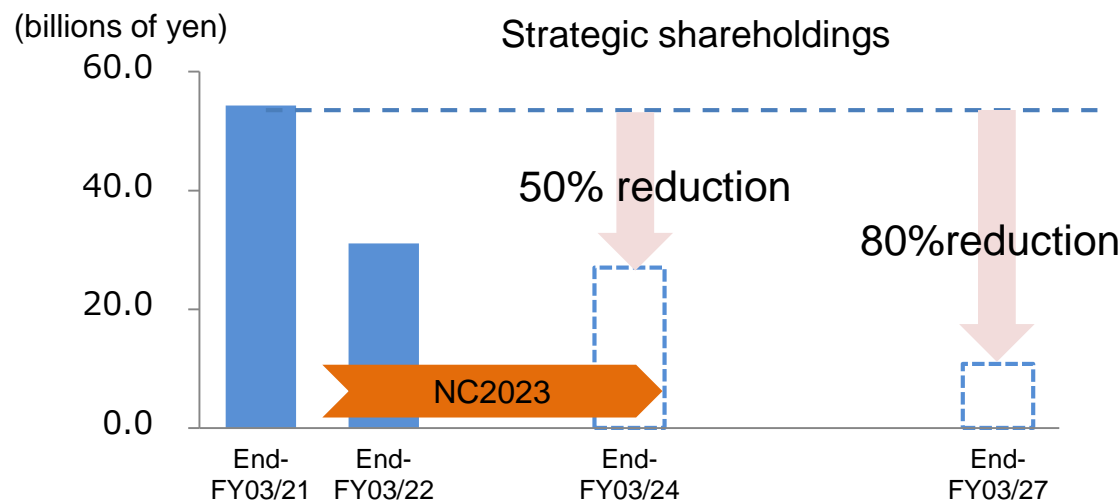 (billions of yen)
Strategic shareholdings
60.0
40.0
20.0
0.0
50% reduction
80%reduction
NC2023
End-
FY03/21
End-
FY03/22
End-
FY03/24
End-
FY03/27